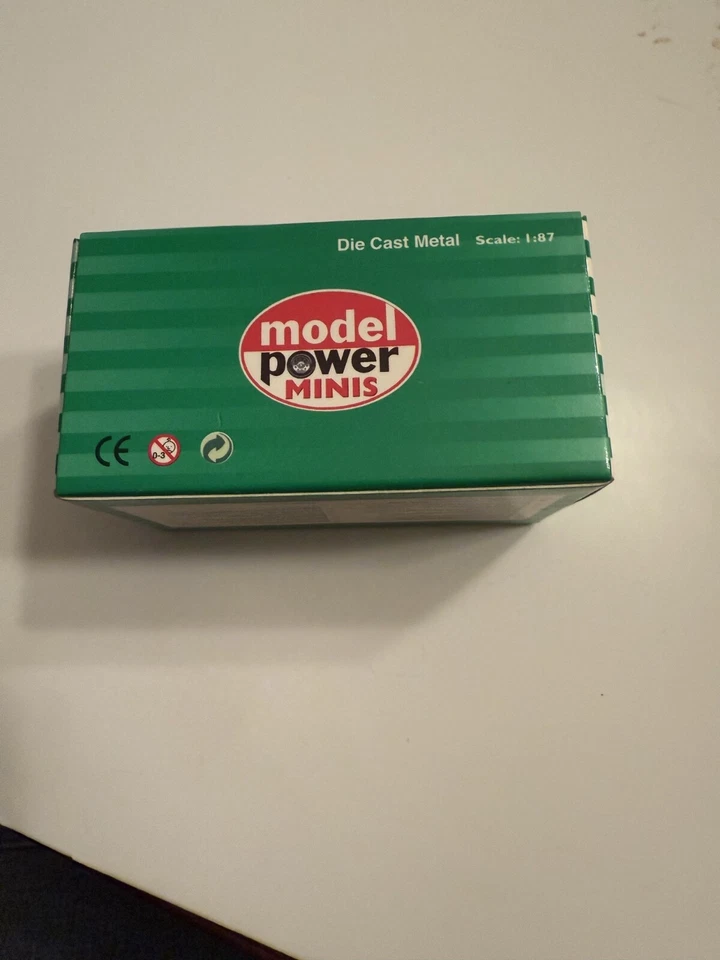 Die Cast Metal Scale: 1:87
model
power
MINIS
CE 0-3